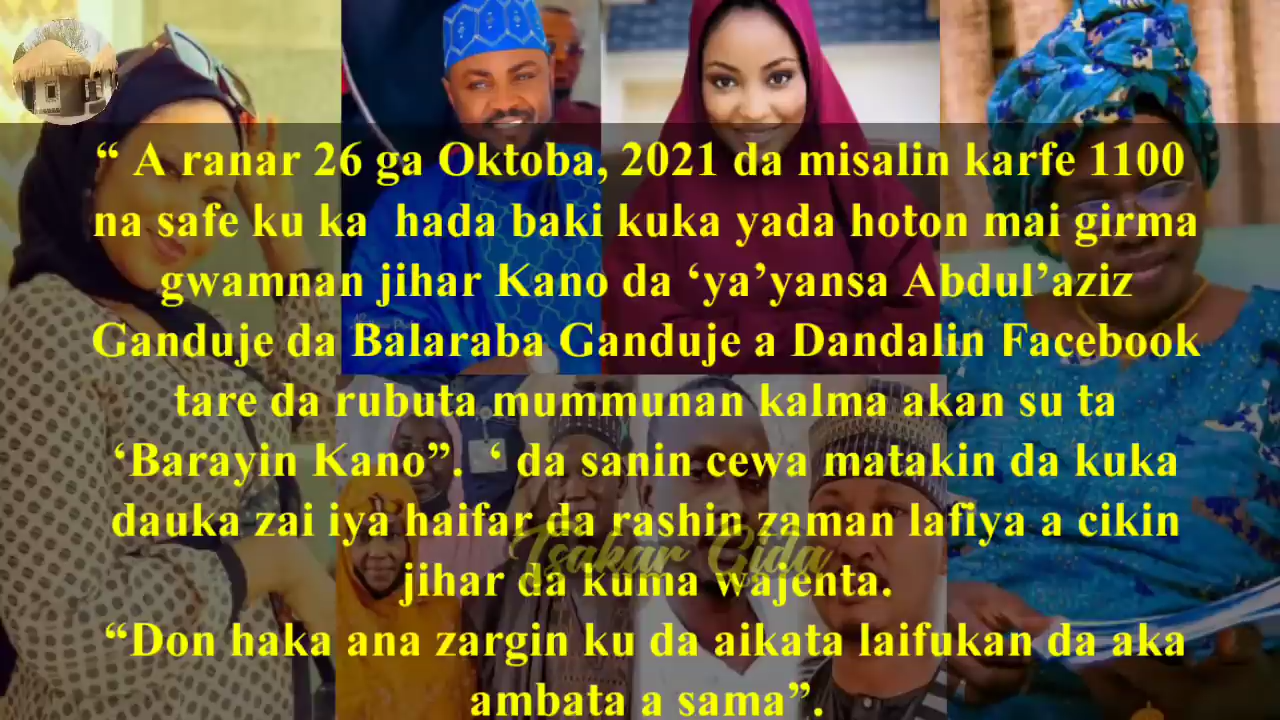 “ A ranar 26 ga Oktoba, 2021 da misalin karfe 1100
na safe ku ka hada baki kuka yada hoton mai girma
gwamnan jihar Kano da ‘ya’yansa Abdul’aziz
Ganduje da Balaraba Ganduje a Dandalin Facebook
tare da rubuta mummunan kalma akan su ta
‘Barayin Kano”. ‘ da sanin cewa matakin da kuka
dauka zai iya haifar da rashin zaman lafiya a cikin
Tsakar Gida
jihar da kuma wajenta.
“Don haka ana zargin ku da aikata laifukan da aka
ambata a sama”.